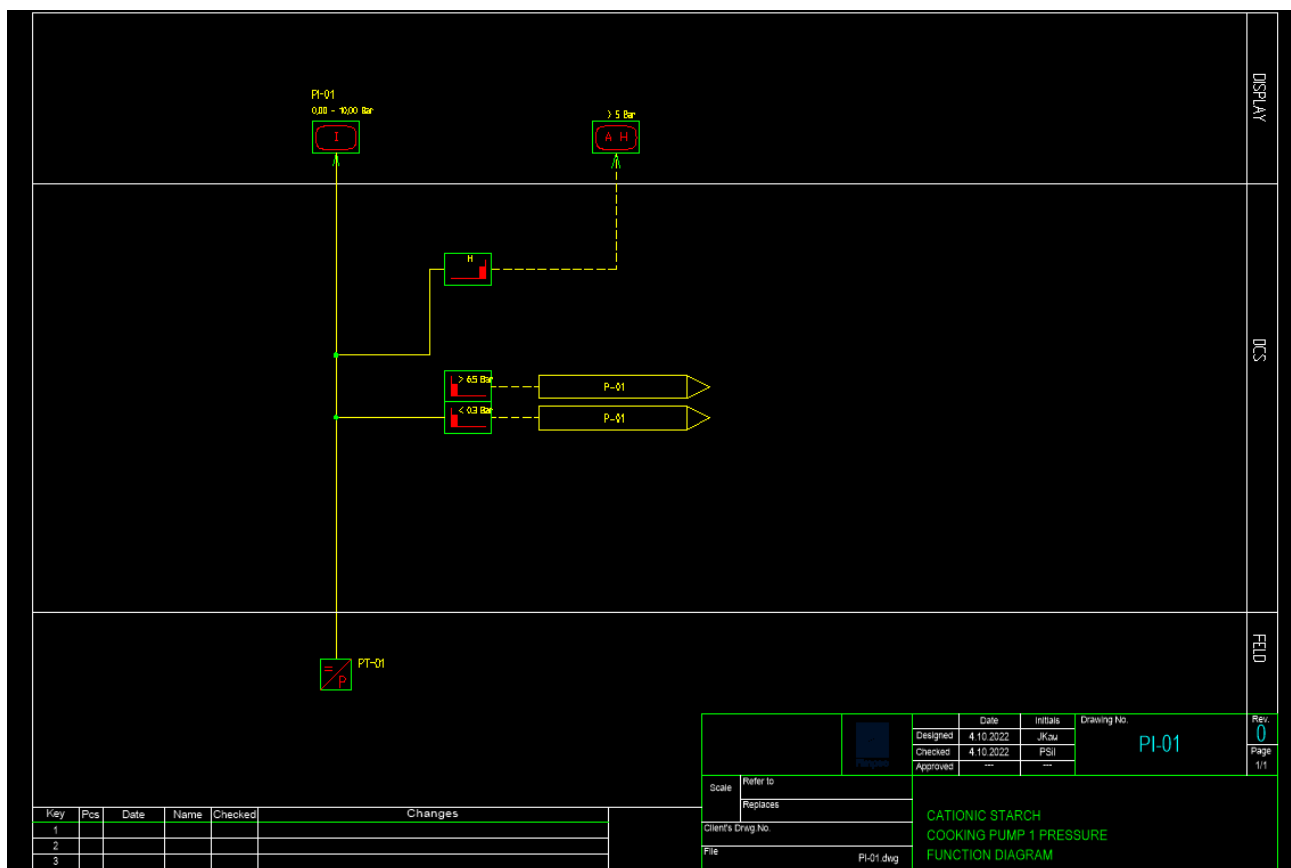 PI-01
0,00 - 10,00 Bar
I
> 5 Bar
A H
DISPLAY
H
> 6.5 Bar
P-01
< 0.3 Bar
P-01
DCS
PT-01
=
P
FELD
Date Initials Drawing No. Rev.
Designed 4.10.2022 JKau PI-01 0
Checked 4.10.2022 PSil Page
Approved --- --- 1/1
Scale Refer to
Replaces
Client's Drwg.No.
File PI-01.dwg
CATIONIC STARCH
COOKING PUMP 1 PRESSURE
FUNCTION DIAGRAM
Key Pcs Date Name Checked Changes
1
2
3